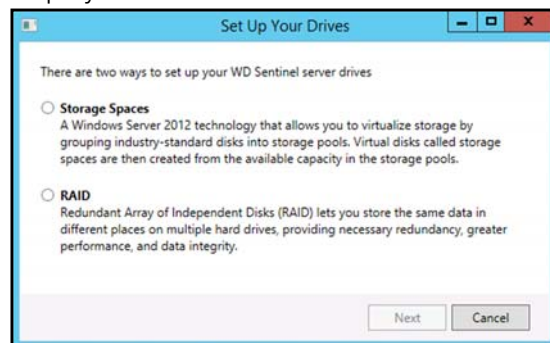 Set Up Your Drives
There are two ways to set up your WD Sentinel server drives
Storage Spaces
A Windows Server 2012 technology that allows you to virtualize storage by
grouping industry-standard disks into storage pools. Virtual disks called storage
spaces are then created from the available capacity in the storage pools.
RAID
Redundant Array of Independent Disks (RAID) lets you store the same data in
different places on multiple hard drives, providing necessary redundancy, greater
performance, and data integrity.
Next Cancel